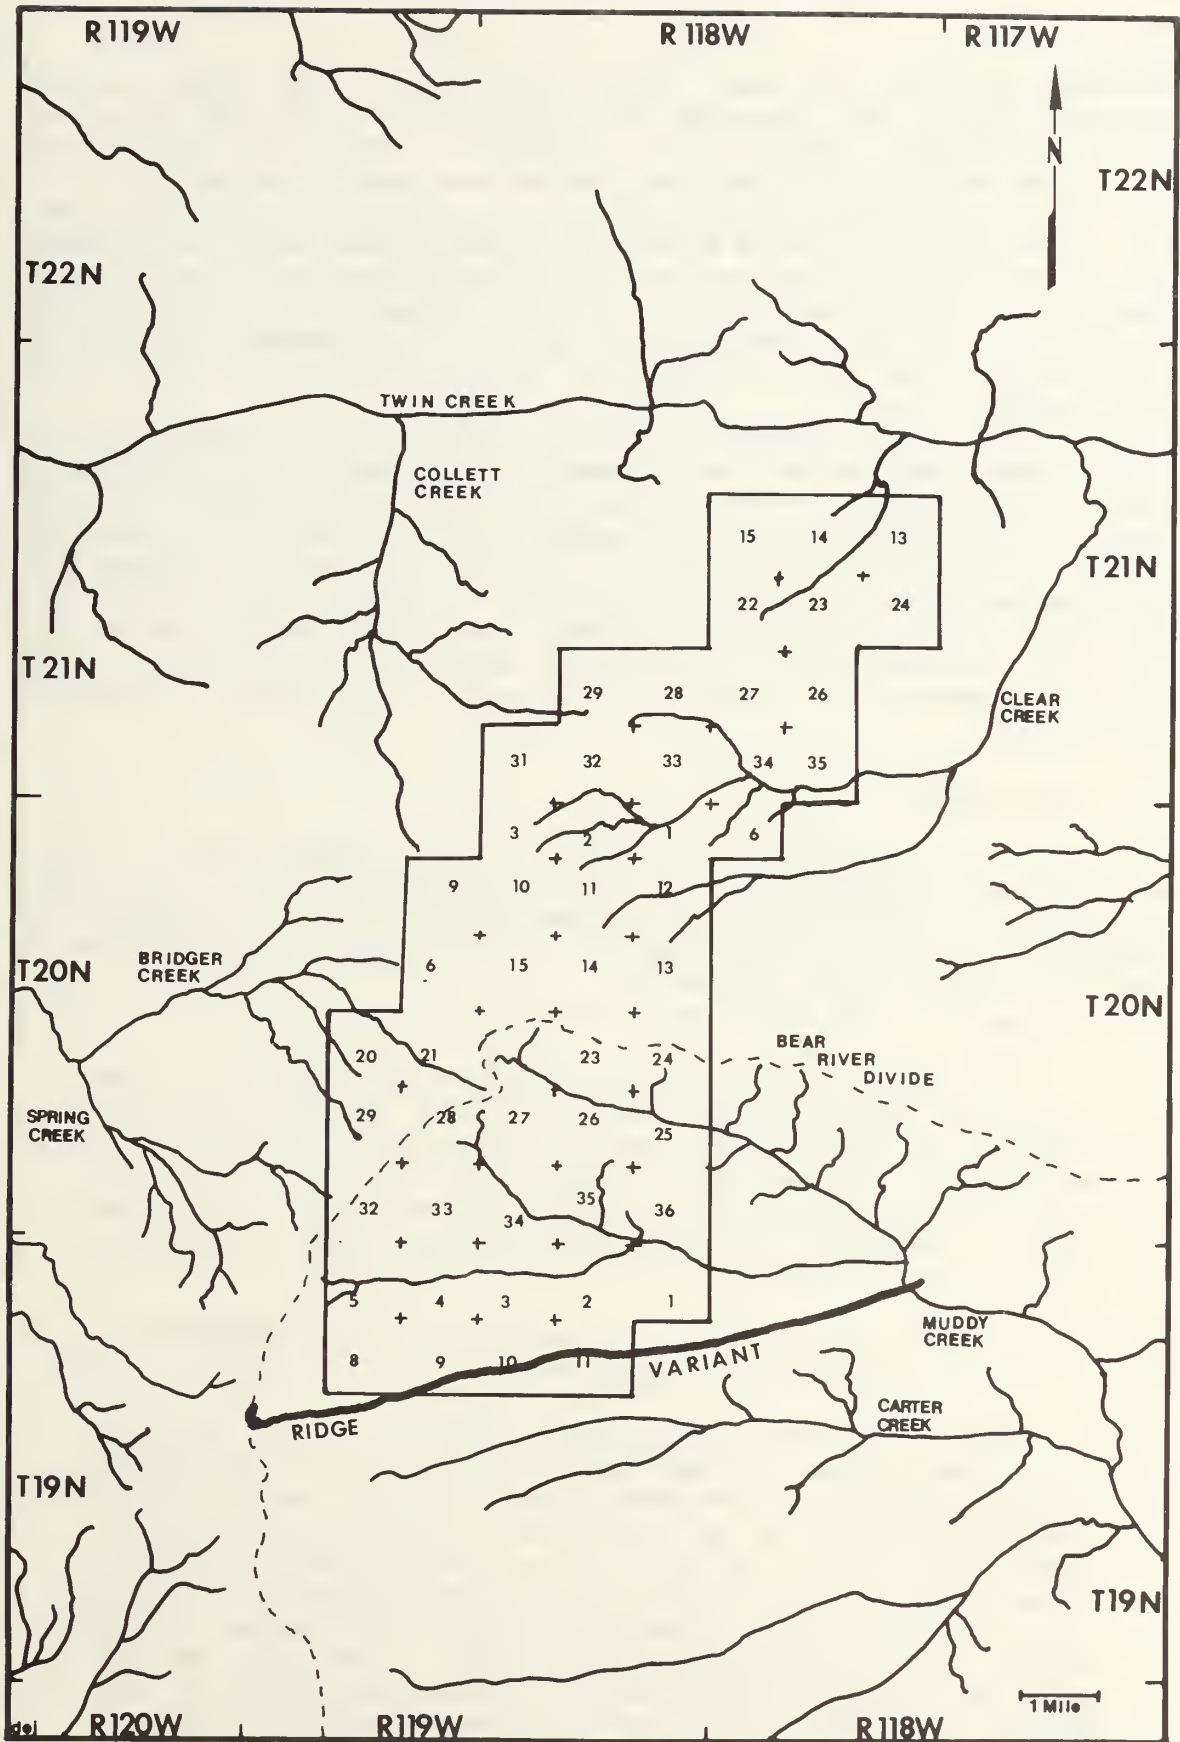 R119W R118W R117W
N
T22N
T22N
TWIN CREEK
COLLETT
CREEK
15 14 13
T21N
22 23 24
T21N
29 28 27 26
CLEAR
CREEK
31 32 33 34 35
3 2 1 6
9 10 11 12
BRIDGER
CREEK
T20N
6 15 14 13
T20N
BEAR
RIVER
DIVIDE
20 21 23 24
SPRING
CREEK
29 28 27 26 25
32 33 34 35 36
5 4 3 2 1
MUDDY
CREEK
8 9 10 11
VARIANT
RIDGE
CARTER
CREEK
T19N
T19N
1 Mile
R120W R119W R118W